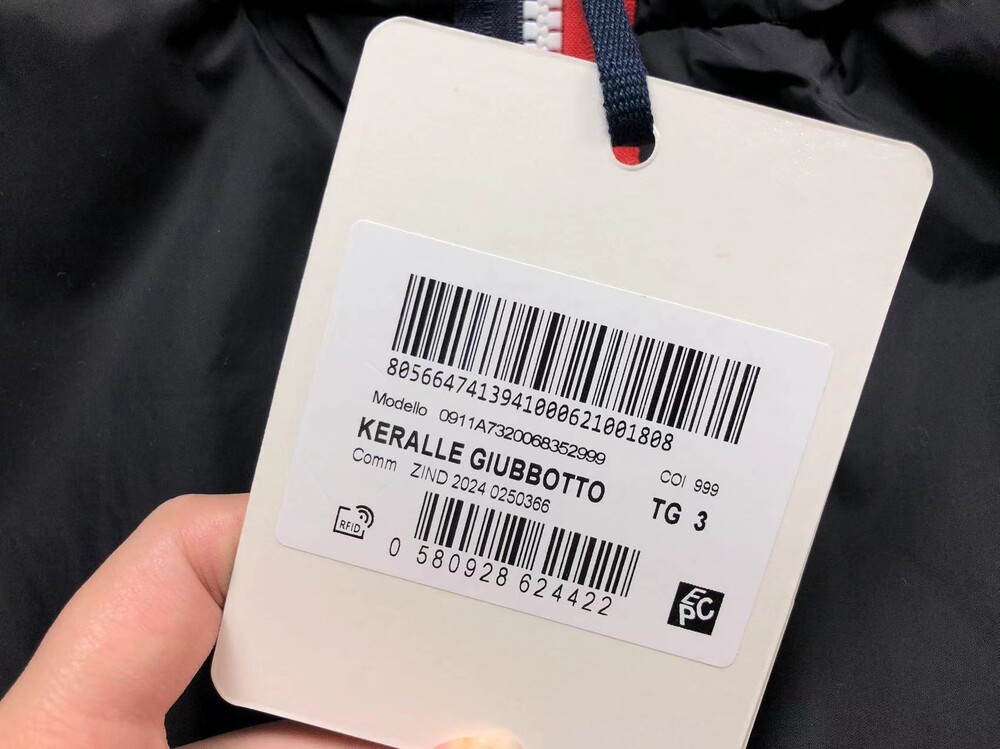 8056647413941000621001808
Modello 0911A7320068352999
KERALLE GIUBBOTTO
COl 999
Comm ZIND 2024 0250366
TG 3
RFID
0 580928 624422
EPC